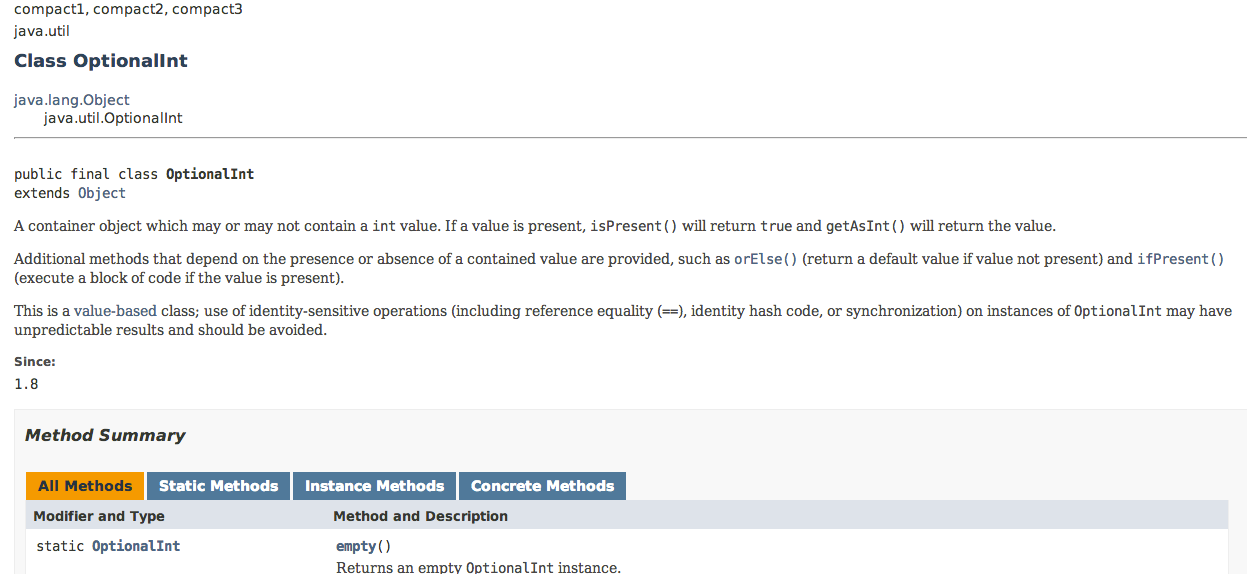 compact1, compact2, compact3
java.util
Class OptionalInt
java.lang.Object
java.util.OptionalInt
public final class OptionalInt
extends Object
A container object which may or may not contain a int value. If a value is present, isPresent() will return true and getAsInt() will return the value.
Additional methods that depend on the presence or absence of a contained value are provided, such as orElse() (return a default value if value not present) and ifPresent()
(execute a block of code if the value is present).
This is a value-based class; use of identity-sensitive operations (including reference equality (==), identity hash code, or synchronization) on instances of OptionalInt may have
unpredictable results and should be avoided.
Since:
1.8
Method Summary
All Methods Static Methods Instance Methods Concrete Methods
Modifier and Type Method and Description
static OptionalInt empty()
Returns an empty OptionalInt instance.